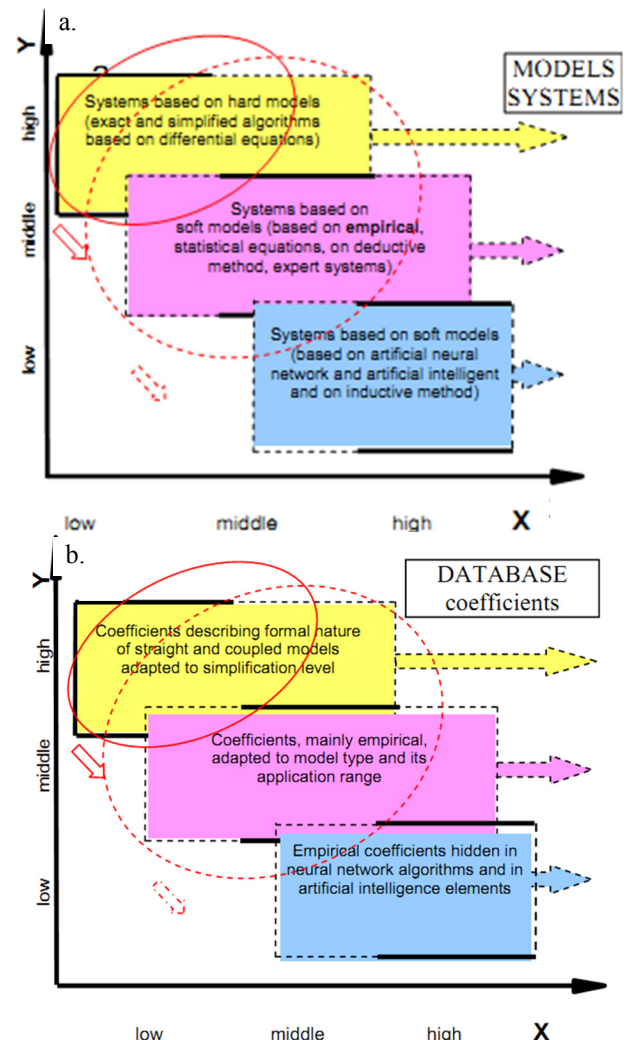 a.
Y
MODELS
SYSTEMS
high
Systems based on hard models
(exact and simplified algorithms
based on differential equations)
middle
Systems based on
soft models (based on empirical,
statistical equations, on deductive
method, expert systems)
low
Systems based on soft models
(based on artificial neural
network and artificial intelligent
and on inductive method)
low middle high X
b.
Y
DATABASE
coefficients
high
Coefficients describing formal nature
of straight and coupled models
adapted to simplification level
middle
Coefficients, mainly empirical,
adapted to model type and its
application range
low
Empirical coefficients hidden in
neural network algorithms and in
artificial intelligence elements
low middle high X